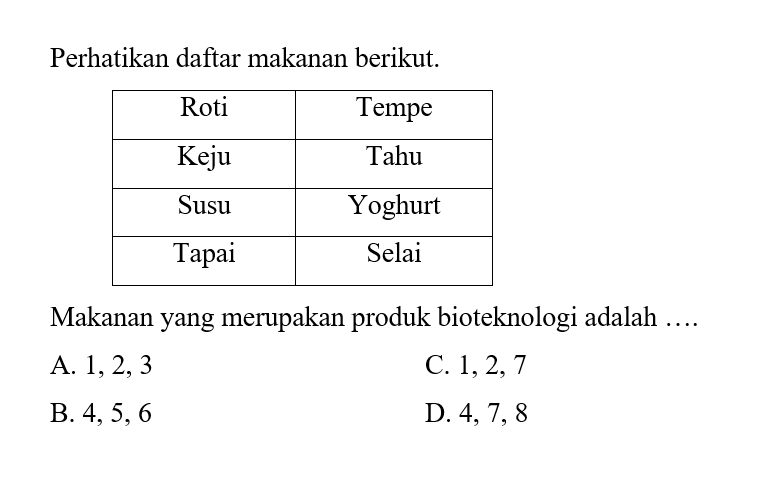 Perhatikan daftar makanan berikut.
Roti Tempe
Keju Tahu
Susu Yoghurt
Tapai Selai
Makanan yang merupakan produk bioteknologi adalah ….
A. 1, 2, 3 C. 1, 2, 7
B. 4, 5, 6 D. 4, 7, 8